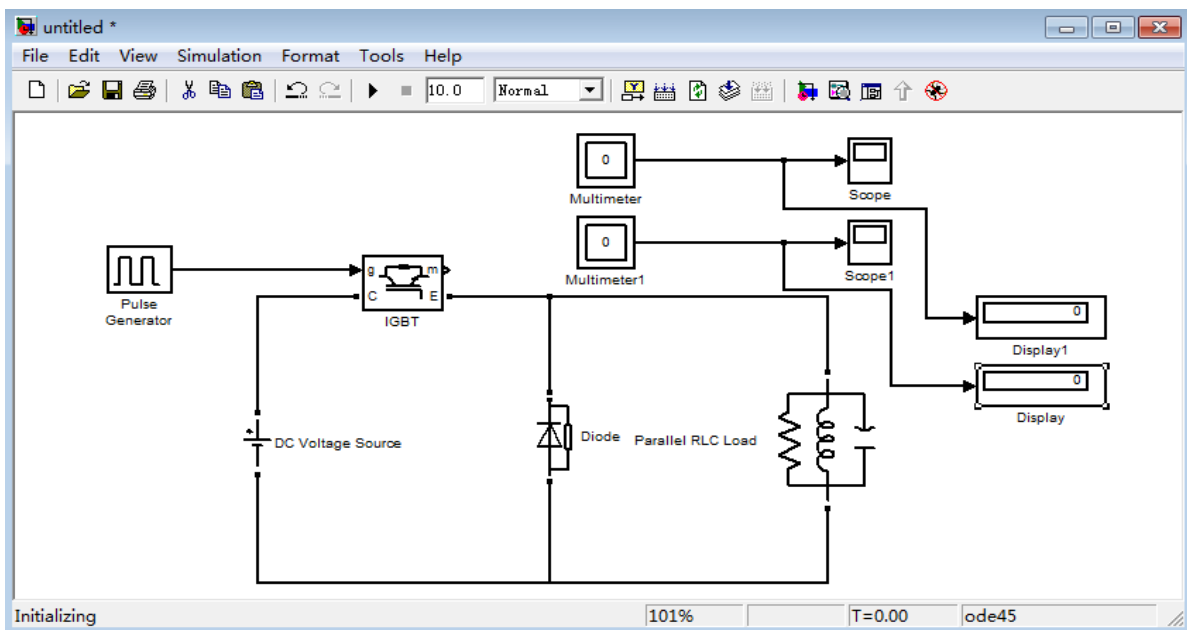 untitled *
File Edit View Simulation Format Tools Help
10.0 Normal
0
Multimeter
Scope
0
Multimeter1
Scope1
Pulse
Generator
g m
C E
IGBT
0
Display1
0
Display
DC Voltage Source
Diode
Parallel RLC Load
Initializing 101% T=0.00 ode45